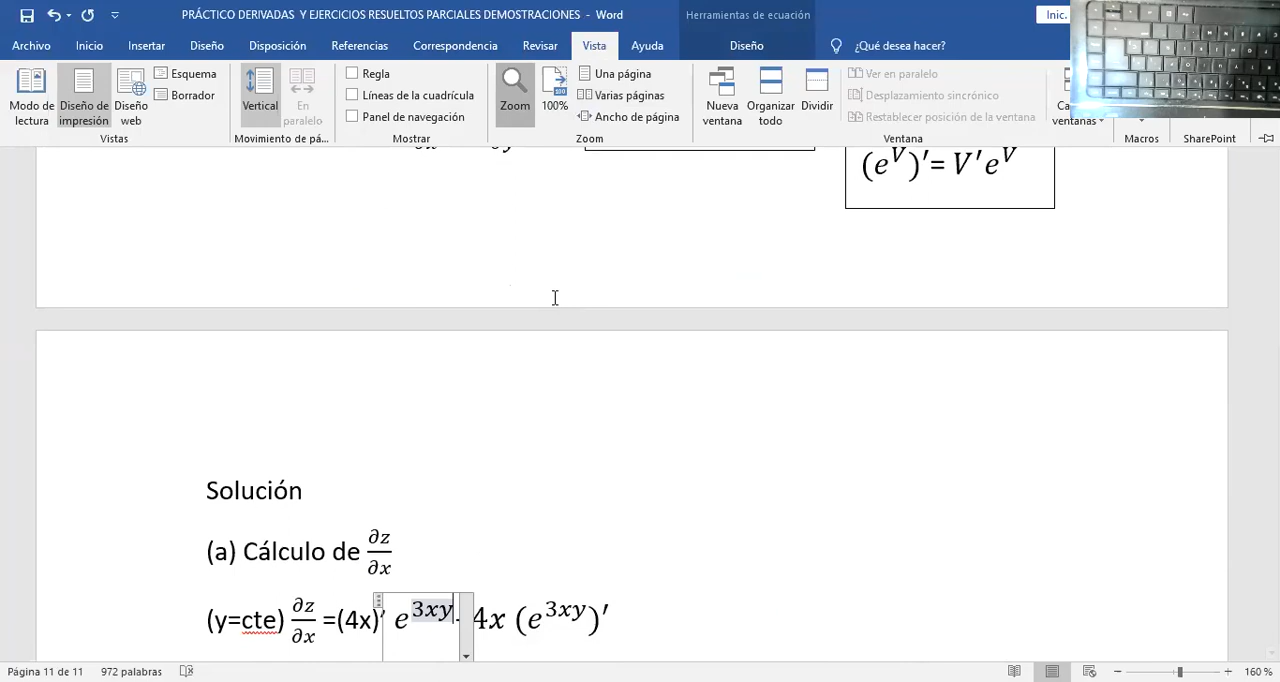 PRÁCTICO DERIVADAS Y EJERCICIOS RESUELTOS PARCIALES DEMOSTRACIONES - Word
Herramientas de ecuación
Inic.
Archivo Inicio Insertar Diseño Disposición Referencias Correspondencia Revisar Vista Ayuda Diseño ¿Qué desea hacer?
Modo de lectura
Diseño de impresión
Diseño web
Esquema
Borrador
Vistas
Vertical
En paralelo
Movimiento de pá...
Regla
Líneas de la cuadrícula
Panel de navegación
Mostrar
Zoom
100%
Una página
Varias páginas
Ancho de página
Zoom
Nueva ventana
Organizar todo
Dividir
Ver en paralelo
Desplazamiento sincrónico
Restablecer posición de la ventana
Ventana
ventanas
Macros
SharePoint
(e^V)'= V'e^V
Solución
(a) Cálculo de ∂z/∂x
(y=cte) ∂z/∂x =(4x)' e^{3xy} 4x (e^{3xy})'
Página 11 de 11 972 palabras
160 %